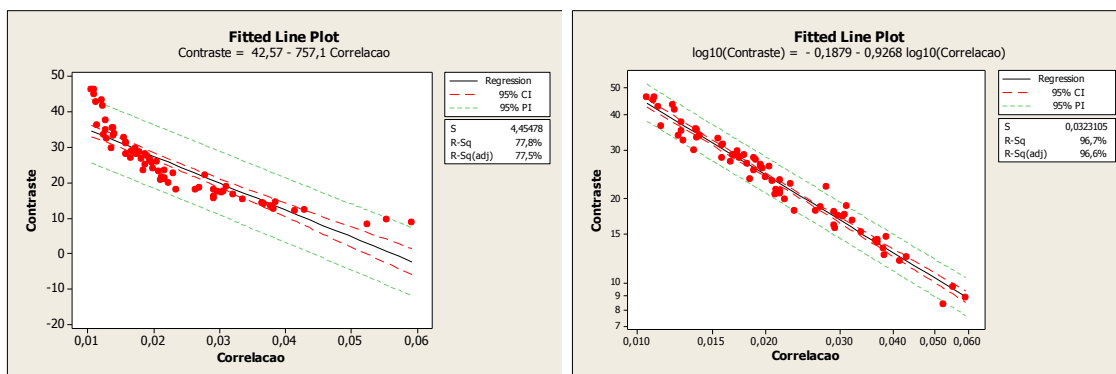 Fitted Line Plot
Contraste = 42,57 - 757,1 Correlacao
50
40
30
20
10
0
-10
-20
Contraste
0,01 0,02 0,03 0,04 0,05 0,06
Correlacao
Regression
95% CI
95% PI
S 4,45478
R-Sq 77,8%
R-Sq(adj) 77,5%
Fitted Line Plot
log10(Contraste) = - 0,1879 - 0,9268 log10(Correlacao)
50
40
30
20
15
10
9
8
7
Contraste
0,010 0,015 0,020 0,030 0,040 0,050 0,060
Correlacao
Regression
95% CI
95% PI
S 0,0323105
R-Sq 96,7%
R-Sq(adj) 96,6%